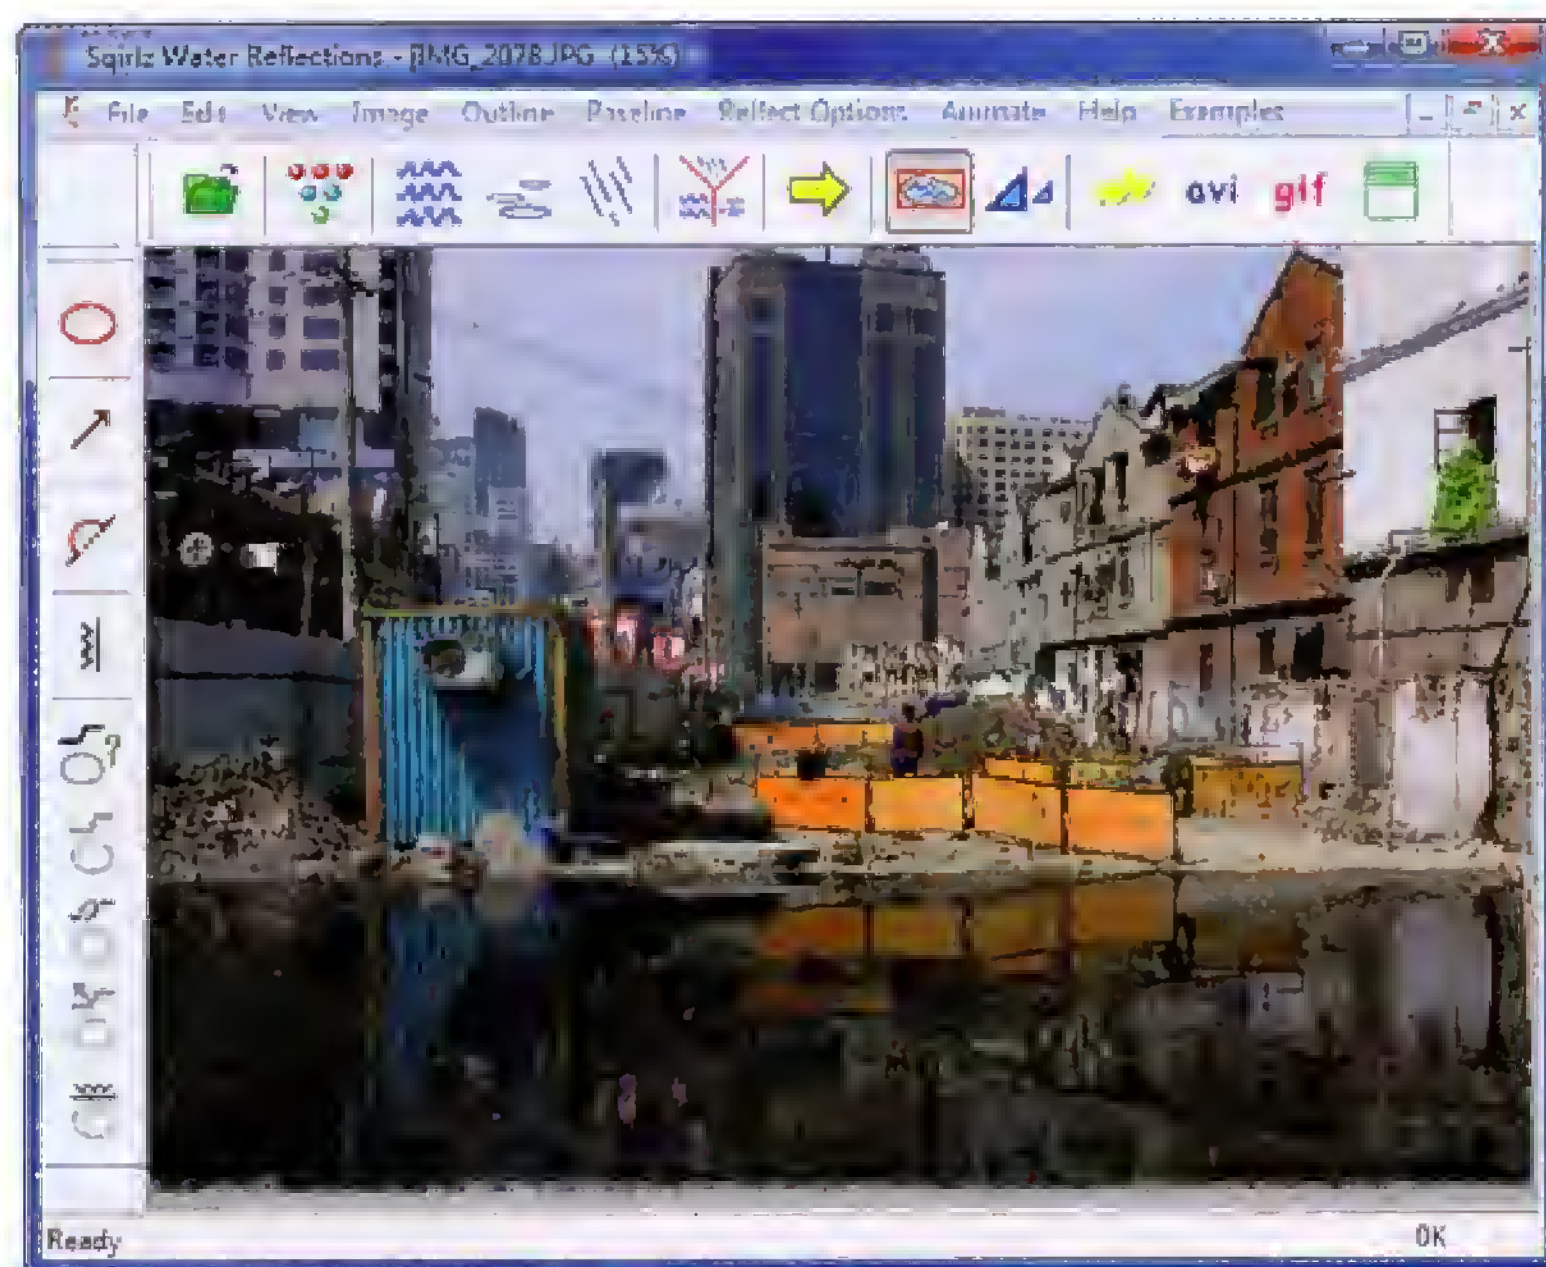 Sqirlz Water Reflections - [IMG_2078.JPG (15%)
File Edit View Image Outline Baseline Reflect Options Animate Help Examples
avi gif
Ready OK